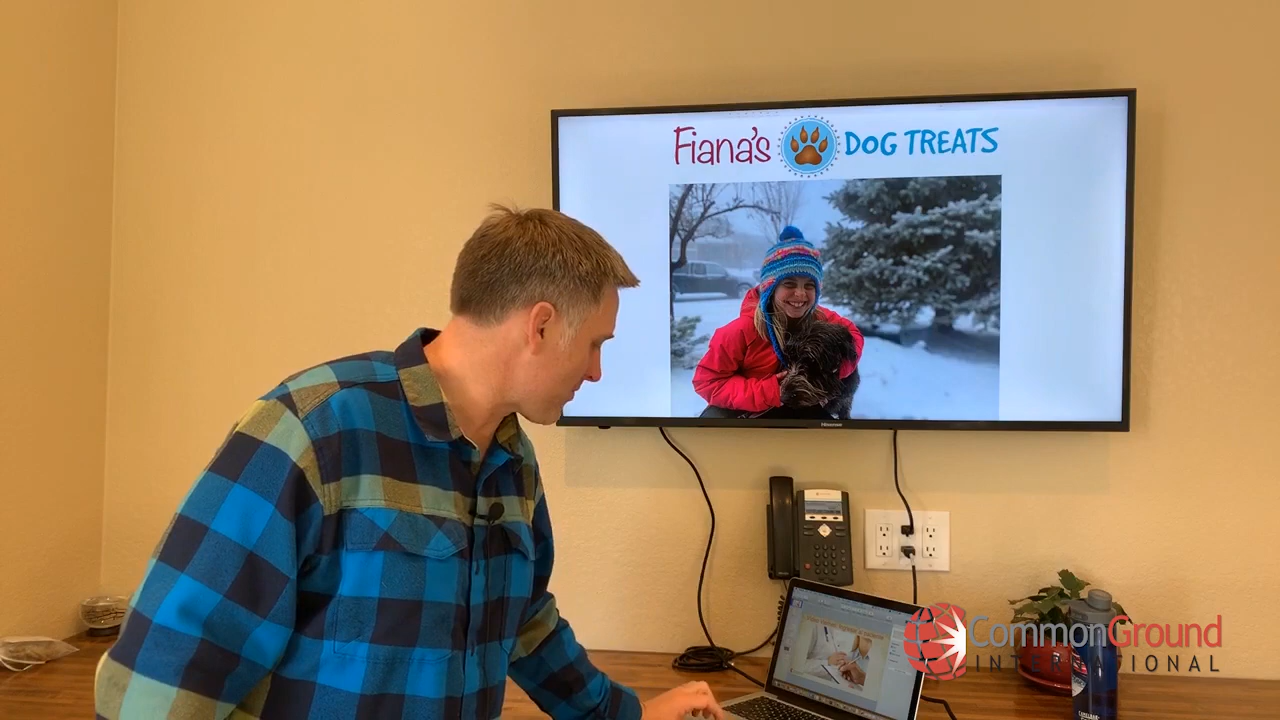 Fiana's DOG TREATS
Hisense
CommonGround
INTERNATIONAL